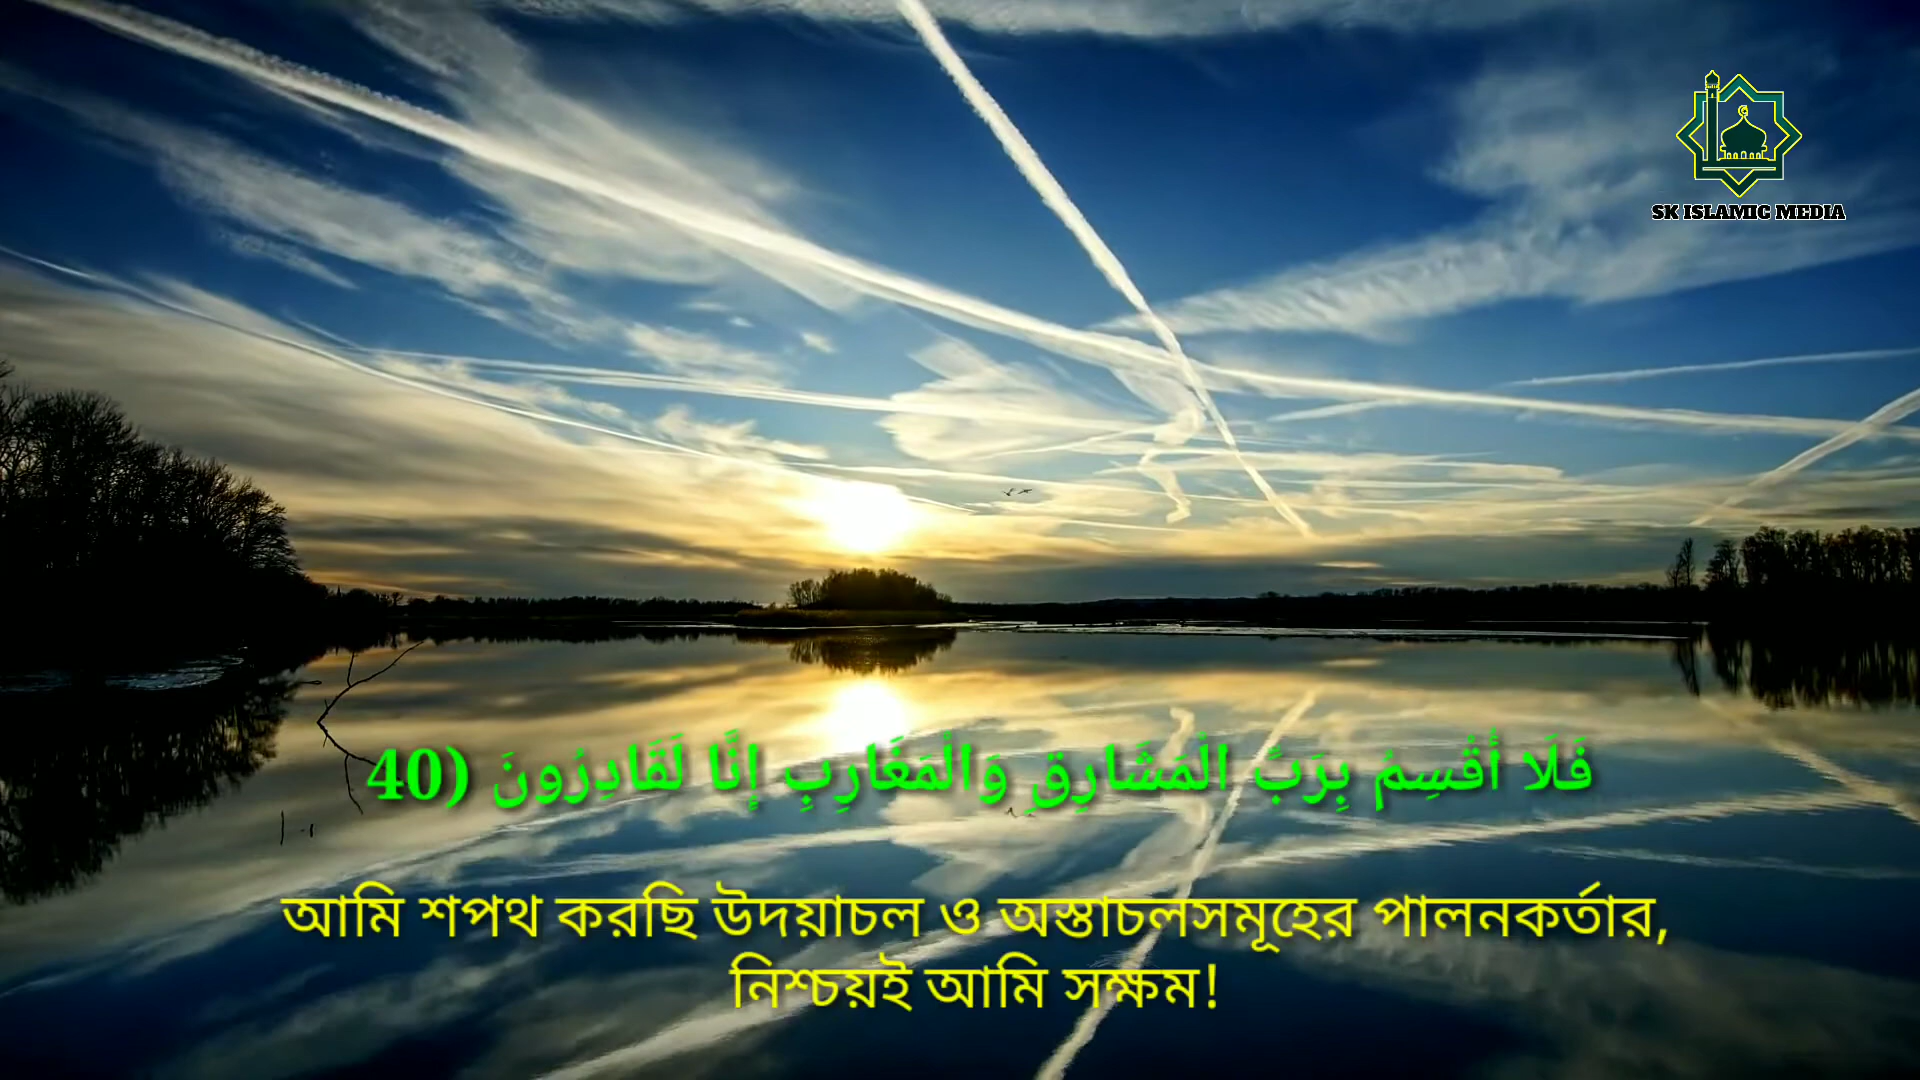 SK ISLAMIC MEDIA
فَلَا أُقْسِمُ بِرَبِّ الْمَشَارِقِ وَالْمَغَارِبِ إِنَّا لَقَادِرُونَ (40
আমি শপথ করছি উদয়াচল ও অস্তাচলসমূহের পালনকর্তার,
নিশ্চয়ই আমি সক্ষম!